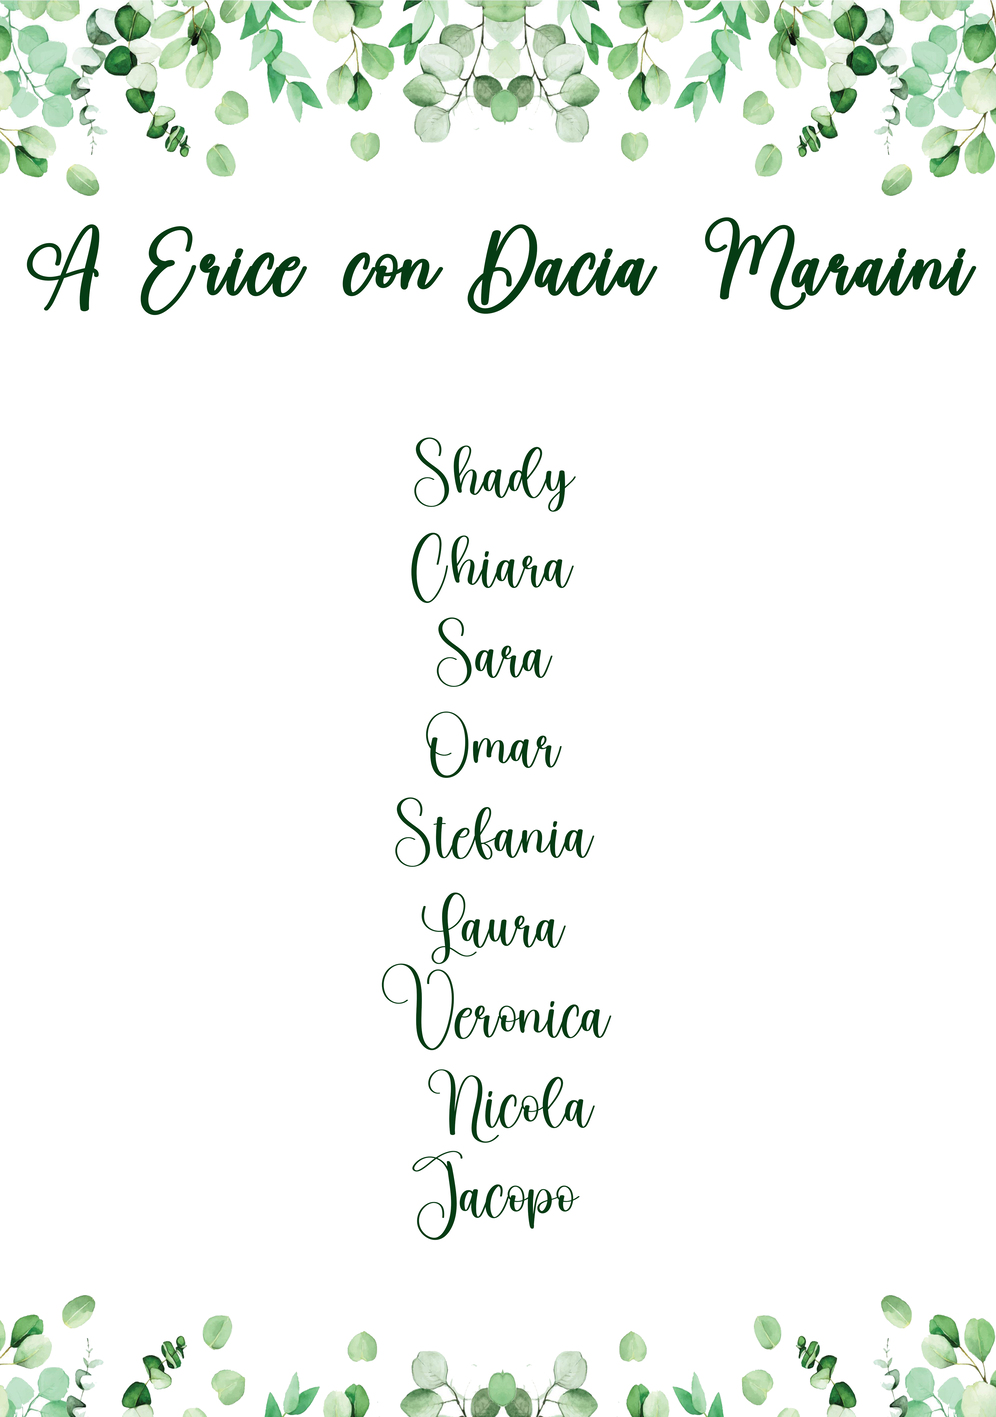 A Erice con Dacia Maraini
Shady
Chiara
Sara
Omar
Stefania
Laura
Veronica
Nicola
Jacopo